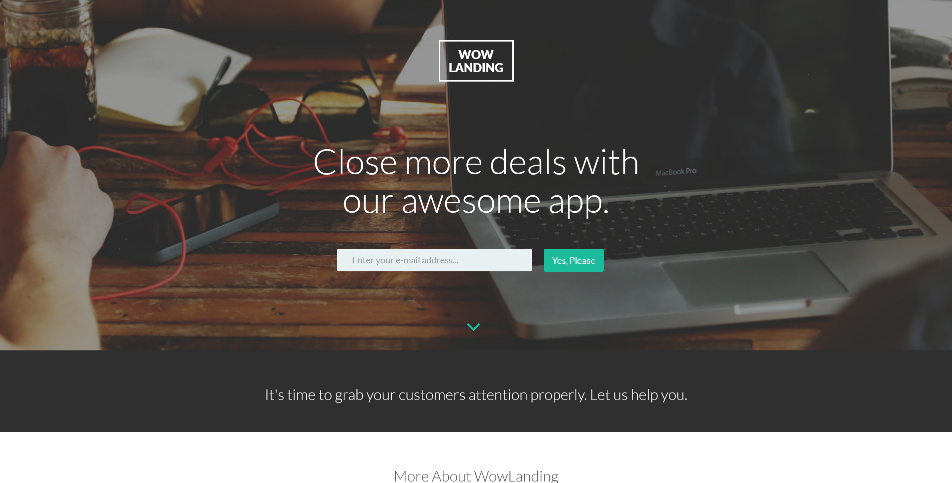 WOW
LANDING
Close more deals with
our awesome app.
MacBook Pro
Enter your e-mail address...
Yes, Please
It's time to grab your customers attention properly. Let us help you.
More About WowLanding